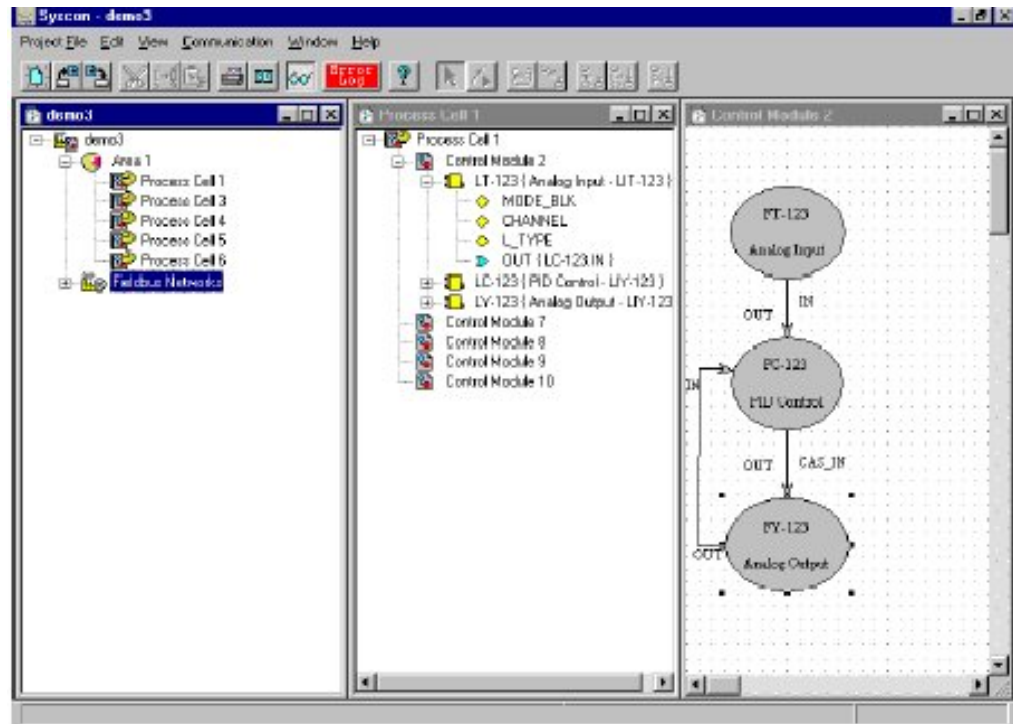 Syscon - demo3
Project File Edit View Communication Window Help
Error Log
demo3
demo3
Area 1
Process Cell 1
Process Cell 3
Process Cell 4
Process Cell 5
Process Cell 6
Fieldbus Networks
Process Cell 1
Process Cell 1
Control Module 2
LT-123 { Analog Input - LIT-123 }
MODE_BLK
CHANNEL
L_TYPE
OUT { LC-123.IN }
LC-123 { PID Control - LIY-123 }
LY-123 { Analog Output - LIY-123
Control Module 7
Control Module 8
Control Module 9
Control Module 10
Control Module 2
FT-123
Analog Input
IN
OUT
FC-123
PID Control
IN
OUT CAS_IN
FY-123
OUT
Analog Output